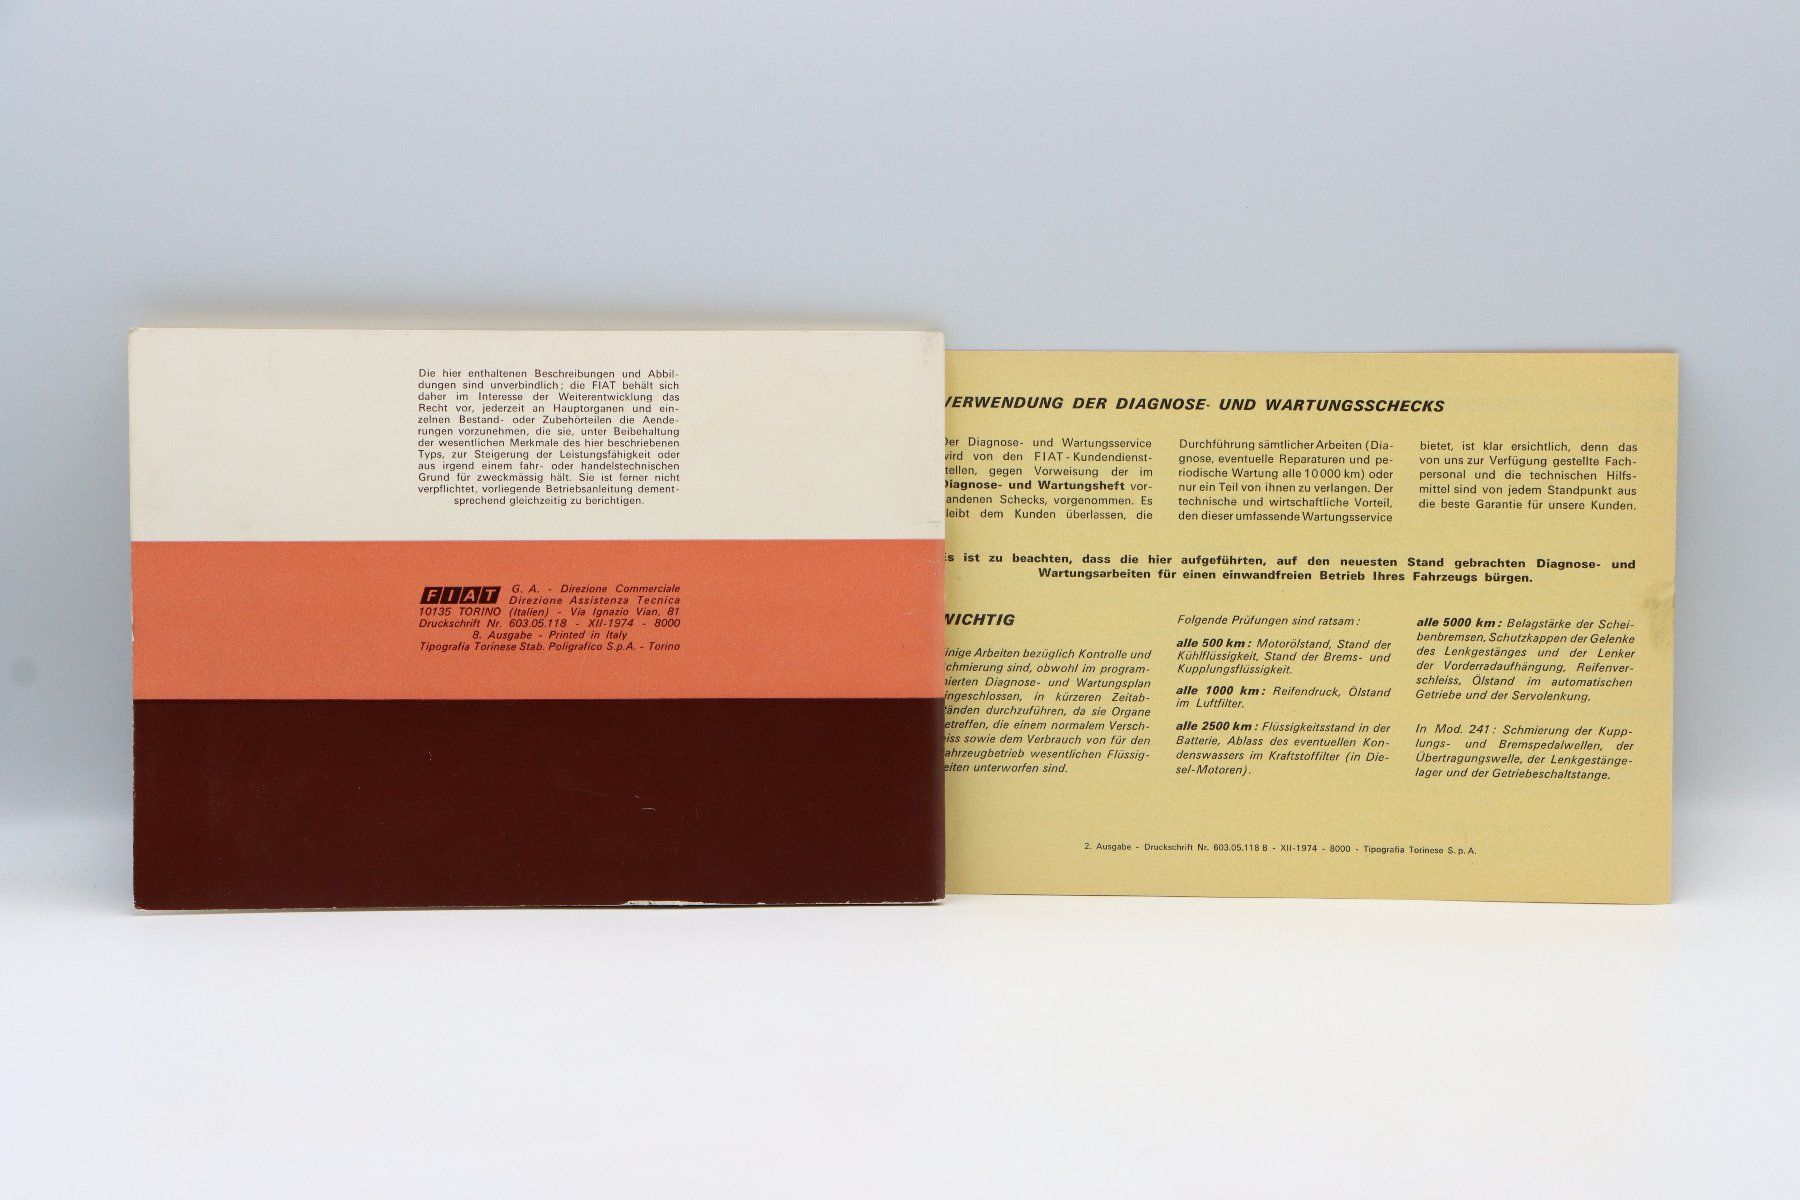 Die hier enthaltenen Beschreibungen und Abbil-
dungen sind unverbindlich; die FIAT behält sich
daher im Interesse der Weiterentwicklung das
Recht vor, jederzeit an Hauptorganen und ein-
zelnen Bestand- oder Zubehörteilen die Aende-
rungen vorzunehmen, die sie, unter Beibehaltung
der wesentlichen Merkmale des hier beschriebenen
Typs, zur Steigerung der Leistungsfähigkeit oder
aus irgend einem fahr- oder handelstechnischen
Grund für zweckmässig hält. Sie ist ferner nicht
verpflichtet, vorliegende Betriebsanleitung dement-
sprechend gleichzeitig zu berichtigen.
FIAT G. A. - Direzione Commerciale
Direzione Assistenza Tecnica
10135 TORINO (Italien) - Via Ignazio Vian, 81
Druckschrift Nr. 603.05.118 - XII-1974 - 8000
8. Ausgabe - Printed in Italy
Tipografia Torinese Stab. Poligrafico S.p.A. - Torino
VERWENDUNG DER DIAGNOSE- UND WARTUNGSSCHECKS
Der Diagnose- und Wartungsservice
wird von den FIAT-Kundendienst-
stellen, gegen Vorweisung der im
Diagnose- und Wartungsheft vor-
handenen Schecks, vorgenommen. Es
bleibt dem Kunden überlassen, die
Durchführung sämtlicher Arbeiten (Dia-
gnose, eventuelle Reparaturen und pe-
riodische Wartung alle 10000 km) oder
nur ein Teil von ihnen zu verlangen. Der
technische und wirtschaftliche Vorteil,
den dieser umfassende Wartungsservice
bietet, ist klar ersichtlich, denn das
von uns zur Verfügung gestellte Fach-
personal und die technischen Hilfs-
mittel sind von jedem Standpunkt aus
die beste Garantie für unsere Kunden.
Es ist zu beachten, dass die hier aufgeführten, auf den neuesten Stand gebrachten Diagnose- und
Wartungsarbeiten für einen einwandfreien Betrieb Ihres Fahrzeugs bürgen.
WICHTIG
Einige Arbeiten bezüglich Kontrolle und
Schmierung sind, obwohl im program-
mierten Diagnose- und Wartungsplan
eingeschlossen, in kürzeren Zeitab-
ständen durchzuführen, da sie Organe
betreffen, die einem normalem Versch-
leiss sowie dem Verbrauch von für den
Fahrzeugbetrieb wesentlichen Flüssig-
keiten unterworfen sind.
Folgende Prüfungen sind ratsam :
alle 500 km : Motorölstand, Stand der
Kühlflüssigkeit, Stand der Brems- und
Kupplungsflüssigkeit.
alle 1000 km : Reifendruck, Ölstand
im Luftfilter.
alle 2500 km : Flüssigkeitsstand in der
Batterie, Ablass des eventuellen Kon-
denswassers im Kraftstoffilter (in Die-
sel-Motoren).
alle 5000 km : Belagstärke der Schei-
benbremsen, Schutzkappen der Gelenke
des Lenkgestänges und der Lenker
der Vorderradaufhängung, Reifenver-
schleiss, Ölstand im automatischen
Getriebe und der Servolenkung.
In Mod. 241 : Schmierung der Kupp-
lungs- und Bremspedalwellen, der
Übertragungswelle, der Lenkgestänge-
lager und der Getriebeschaltstange.
2. Ausgabe - Druckschrift Nr. 603.05.118 B - XII-1974 - 8000 - Tipografia Torinese S. p. A.